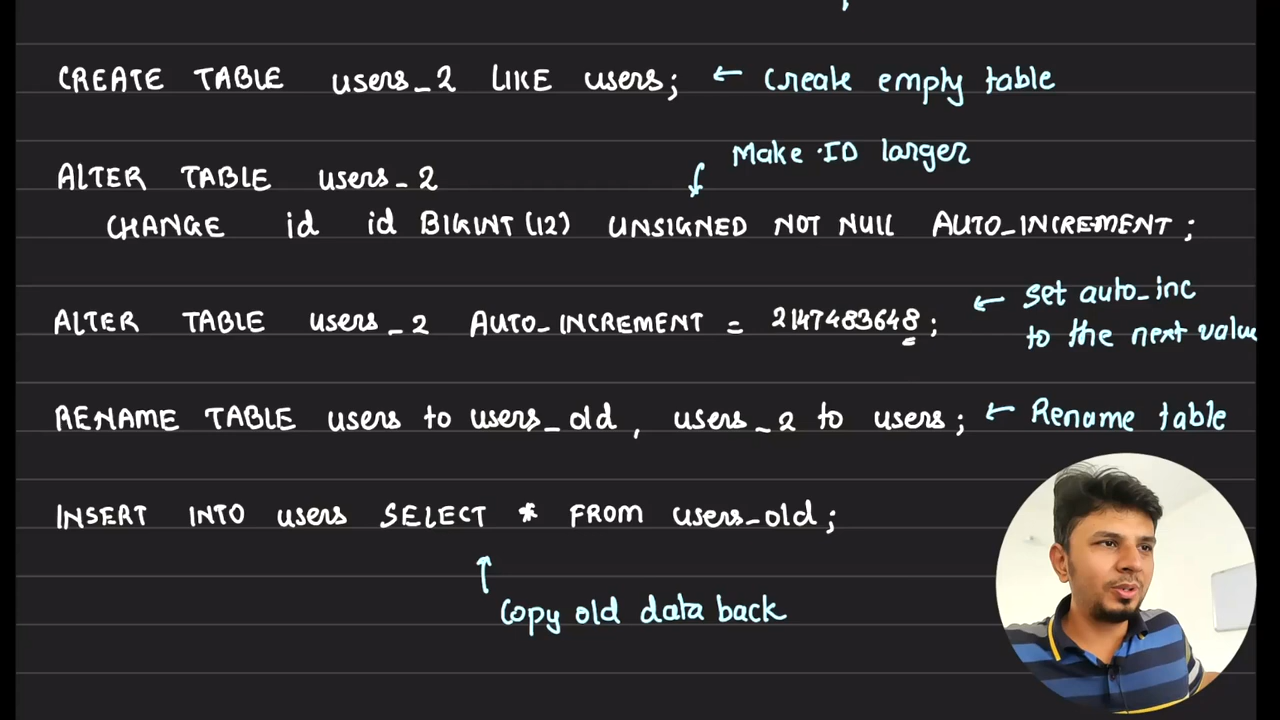 CREATE TABLE users_2 LIKE users; ← Create empty table
Make ID larger
ALTER TABLE users_2
CHANGE id id BIGINT (12) UNSIGNED NOT NULL AUTO_INCREMENT;
ALTER TABLE users_2 AUTO_INCREMENT = 2147483648; ← Set auto_inc
to the next value
RENAME TABLE users to users_old, users_2 to users; ← Rename table
INSERT INTO users SELECT * FROM users_old;
Copy old data back